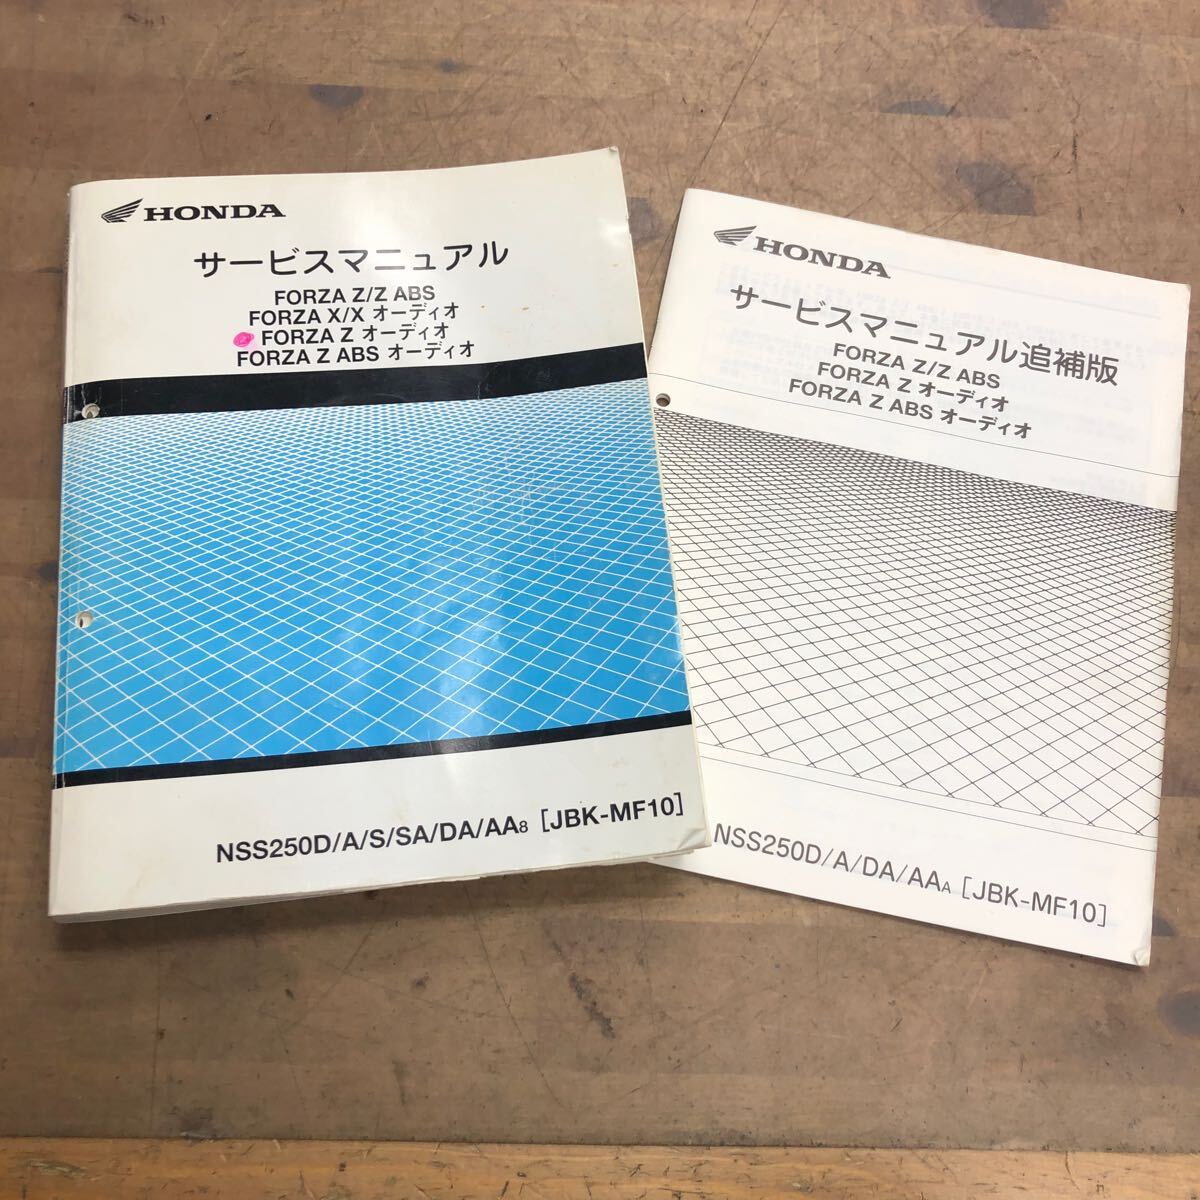 HONDA
サービスマニュアル
FORZA Z/Z ABS
FORZA X/X オーディオ
FORZA Z オーディオ
FORZA Z ABS オーディオ
NSS250D/A/S/SA/DA/AA8 [JBK-MF10]
HONDA
サービスマニュアル追補版
FORZA Z/Z ABS
FORZA Z オーディオ
FORZA Z ABS オーディオ
NSS250D/A/DA/AAA [JBK-MF10]